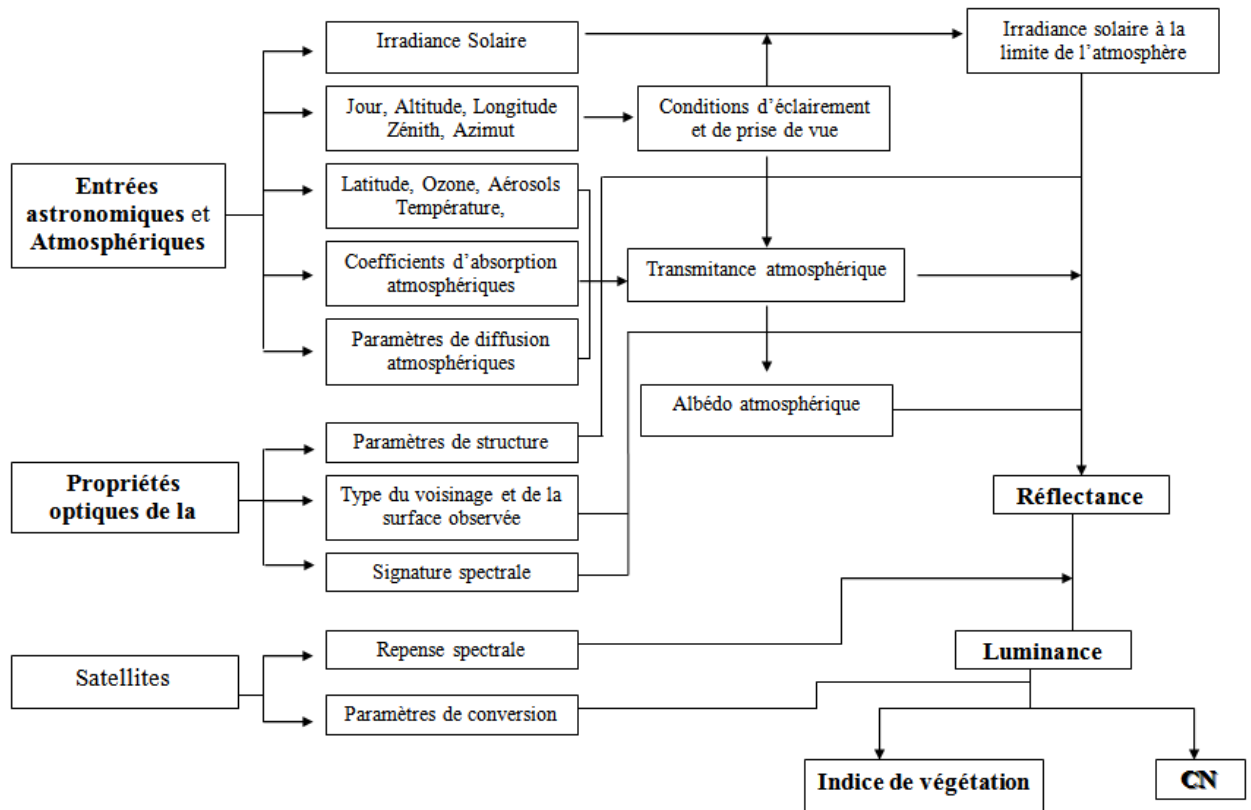 Irradiance Solaire
Irradiance solaire à la
limite de l'atmosphère
Jour, Altitude, Longitude
Zénith, Azimut
Conditions d'éclairement
et de prise de vue
Entrées
astronomiques et
Atmosphériques
Latitude, Ozone, Aérosols
Température,
Coefficients d'absorption
atmosphériques
Transmitance atmosphérique
Paramètres de diffusion
atmosphériques
Albédo atmosphérique
Propriétés
optiques de la
Paramètres de structure
Type du voisinage et de la
surface observée
Signature spectrale
Réflectance
Satellites
Repense spectrale
Paramètres de conversion
Luminance
Indice de végétation
CN